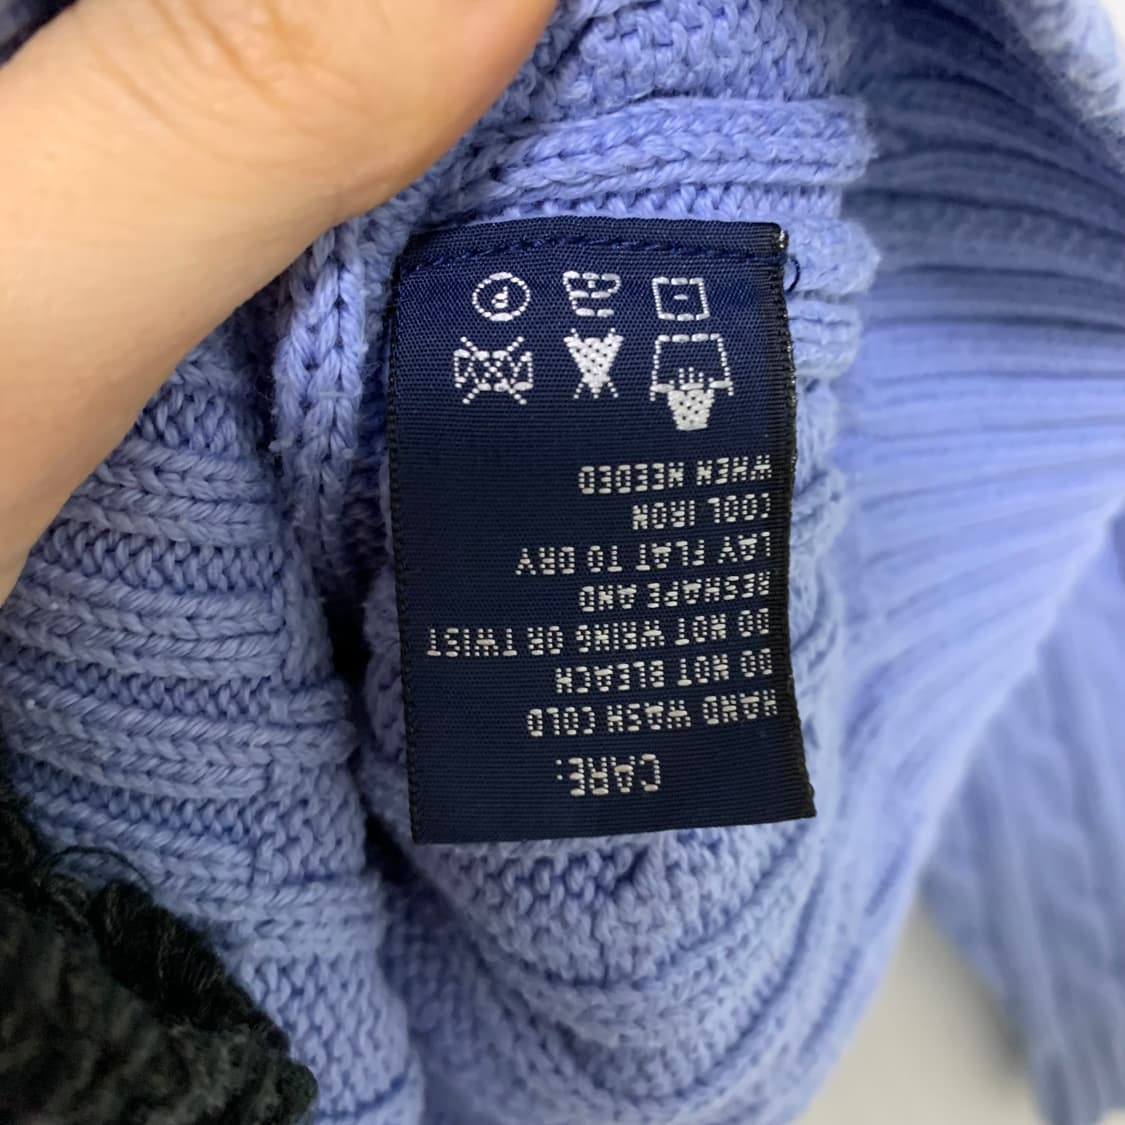 CARE:
HAND WASH COLD
DO NOT BLEACH
DO NOT WRING OR TWIST
RESHAPE AND
LAY FLAT TO DRY
COOL IRON
WHEN NEEDED
P